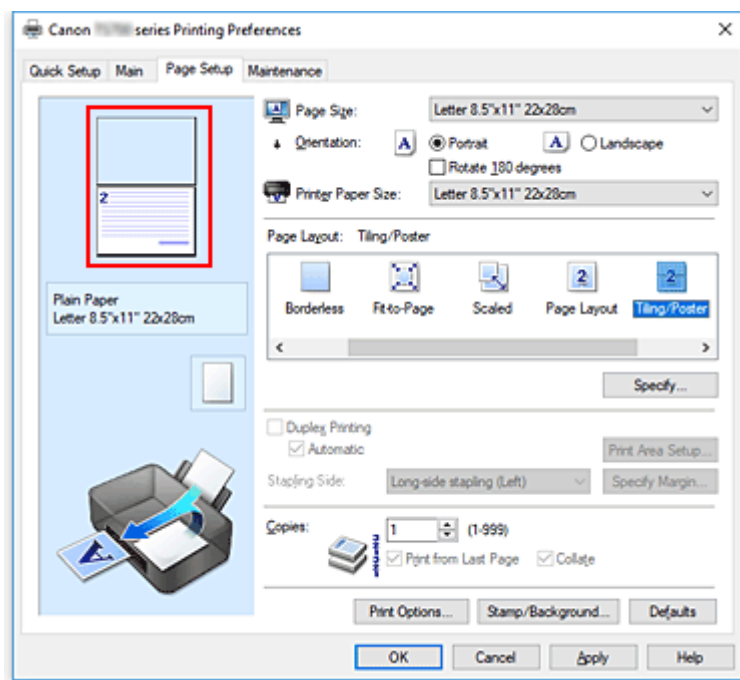 Canon series Printing Preferences
Quick Setup Main Page Setup Maintenance
2
Plain Paper
Letter 8.5"x11" 22x28cm
A
Page Size: Letter 8.5"x11" 22x28cm
Orientation: A Portrait A Landscape
Rotate 180 degrees
Printer Paper Size: Letter 8.5"x11" 22x28cm
Page Layout: Tiling/Poster
2 2
Borderless Fit-to-Page Scaled Page Layout Tiling/Poster
Specify...
Duplex Printing
Automatic Print Area Setup...
Stapling Side: Long-side stapling (Left) Specify Margin...
Copies: 1 (1-999)
Print from Last Page Collate
Print Options... Stamp/Background... Defaults
OK Cancel Apply Help